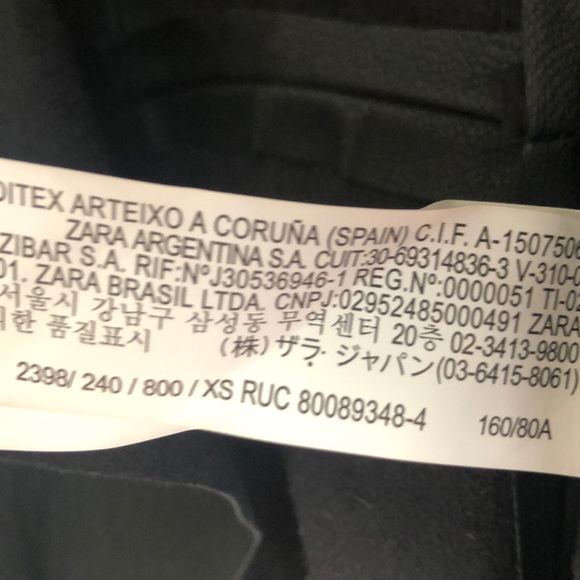 DITEX ARTEIXO A CORUÑA (SPAIN) C.I.F. A-1507506
ZARA ARGENTINA S.A. CUIT:30-69314836-3 V-310-0
ZIBAR S.A. RIF:NºJ30536946-1 REG.Nº:0000051 TI-02
01. ZARA BRASIL LTDA. CNPJ:02952485000491 ZARA
서울시 강남구 삼성동 무역센터 20층 02-3413-9800
한 품질표시 (株)ザラ・ジャパン(03-6415-8061)
2398/ 240 / 800 / XS RUC 80089348-4 160/80A